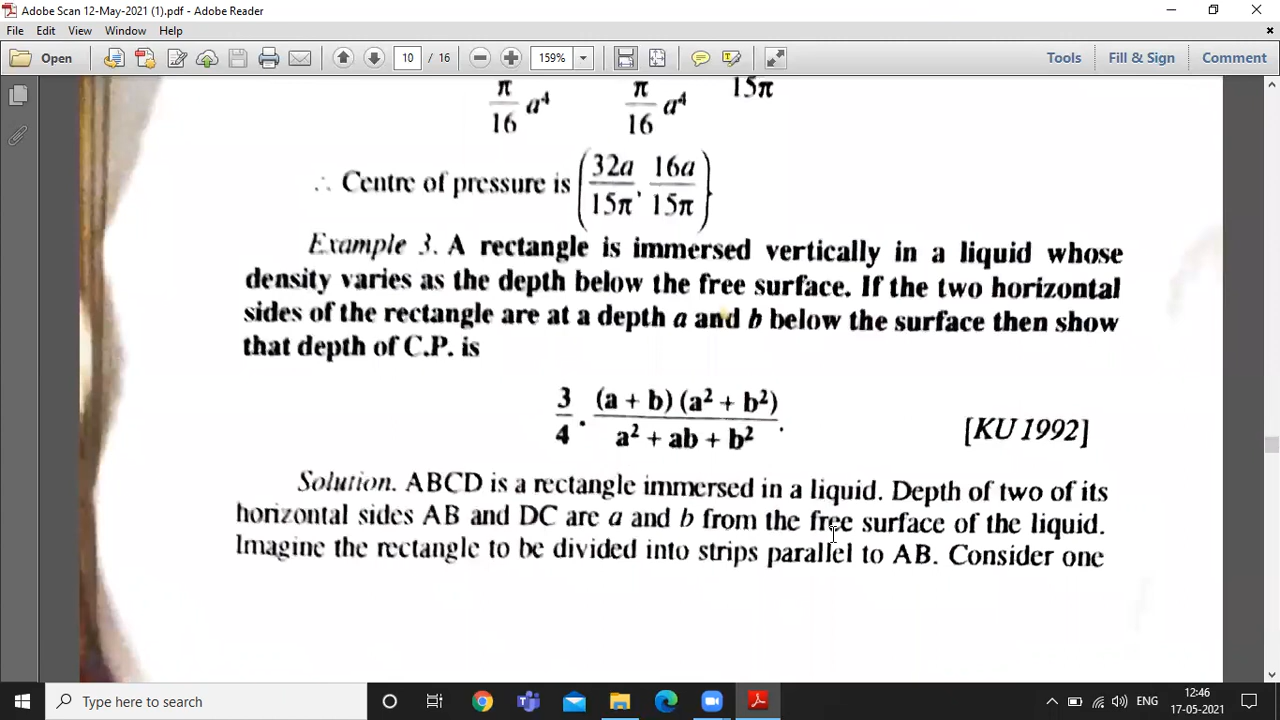 Adobe Scan 12-May-2021 (1).pdf - Adobe Reader
File Edit View Window Help
Open 10 / 16 159% Tools Fill & Sign Comment
π/16 a⁴ π/16 a⁴ 15π
∴ Centre of pressure is (32a/15π, 16a/15π)
Example 3. A rectangle is immersed vertically in a liquid whose
density varies as the depth below the free surface. If the two horizontal
sides of the rectangle are at a depth a and b below the surface then show
that depth of C.P. is
3/4 · (a + b) (a² + b²)/a² + ab + b² .
[KU 1992]
Solution. ABCD is a rectangle immersed in a liquid. Depth of two of its
horizontal sides AB and DC are a and b from the free surface of the liquid.
Imagine the rectangle to be divided into strips parallel to AB. Consider one
Type here to search
ENG
12:46
17-05-2021